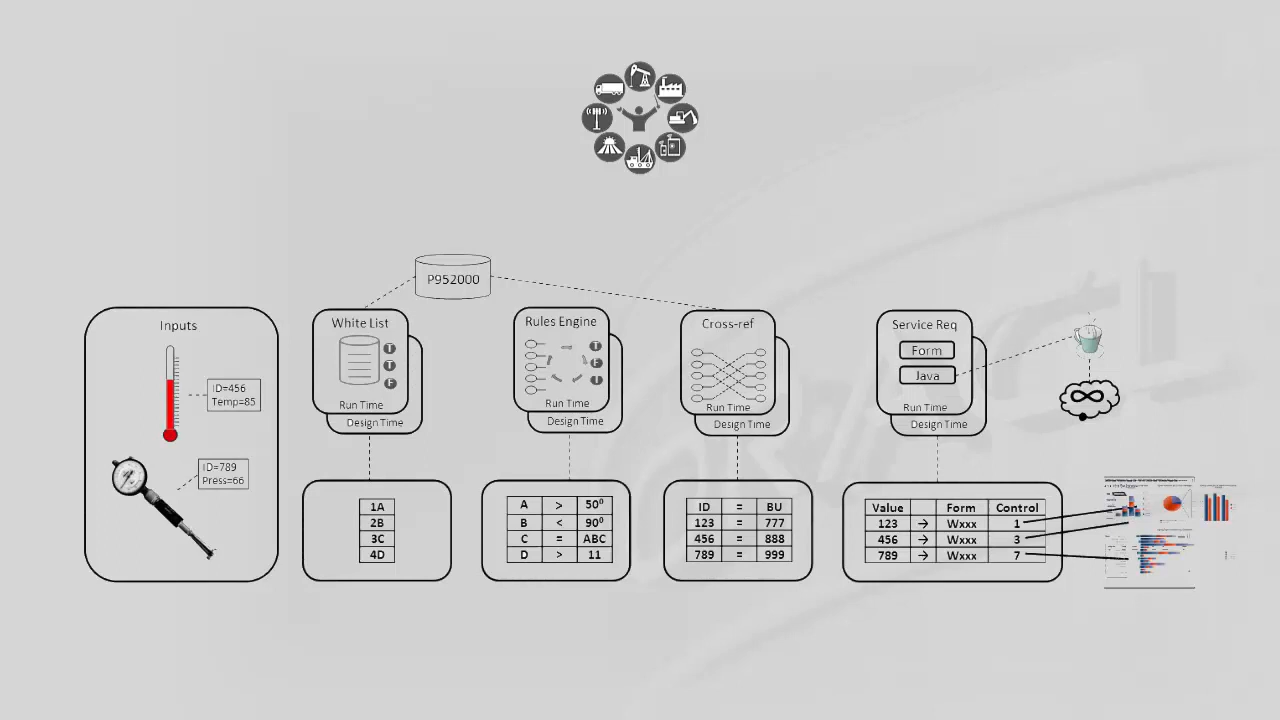 P952000
Inputs
ID=456
Temp=85
ID=789
Press=66
White List
T
T
F
Run Time
Design Time
Rules Engine
T
F
T
Run Time
Design Time
Cross-ref
Run Time
Design Time
Service Req
Form
Java
Run Time
Design Time
1A
2B
3C
4D
A > 50⁰
B < 90⁰
C = ABC
D > 11
ID = BU
123 = 777
456 = 888
789 = 999
Value Form Control
123 → Wxxx 1
456 → Wxxx 3
789 → Wxxx 7